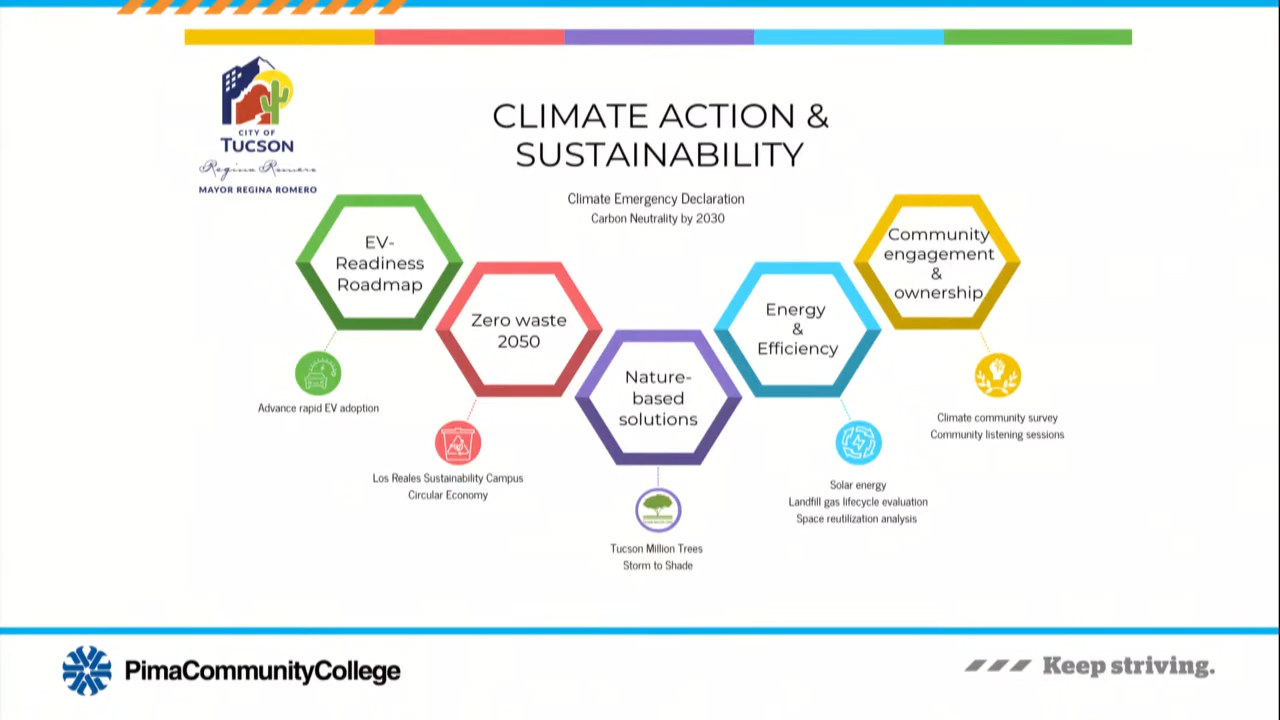 CITY OF
TUCSON
Regina Romero
MAYOR REGINA ROMERO
CLIMATE ACTION &
SUSTAINABILITY
Climate Emergency Declaration
Carbon Neutrality by 2030
EV-
Readiness
Roadmap
Advance rapid EV adoption
Zero waste
2050
Los Reales Sustainability Campus
Circular Economy
Nature-
based
solutions
Tucson Million Trees
Storm to Shade
Energy
&
Efficiency
Solar energy
Landfill gas lifecycle evaluation
Space reutilization analysis
Community
engagement
&
ownership
Climate community survey
Community listening sessions
PimaCommunityCollege
Keep striving.